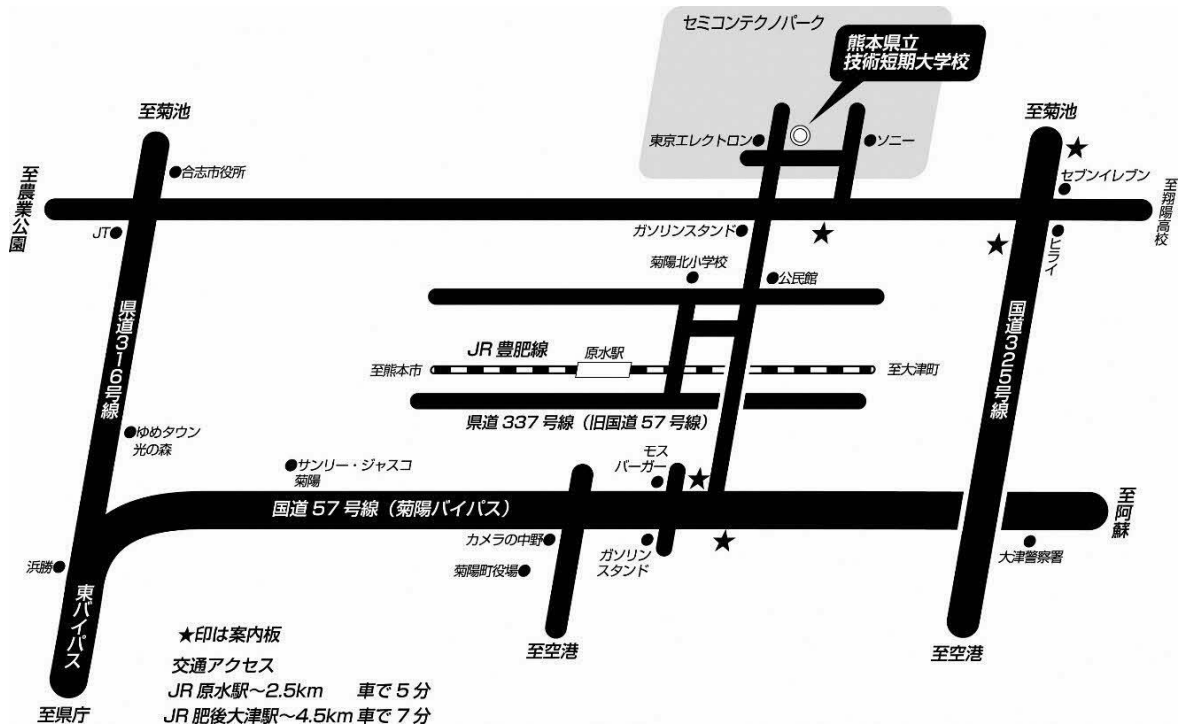 セミコンテクノパーク
熊本県立
技術短期大学校
至菊池
至菊池
東京エレクトロン
ソニー
合志市役所
セブンイレブン
至農業公園
至翔陽高校
JT
ガソリンスタンド
ヒライ
菊陽北小学校
公民館
県道316号線
国道325号線
JR 豊肥線
原水駅
至熊本市
至大津町
県道 337 号線（旧国道 57 号線）
ゆめタウン
光の森
モス
バーガー
サンリー・ジャスコ
菊陽
国道 57 号線（菊陽バイパス）
至阿蘇
カメラの中野
ガソリン
スタンド
大津警察署
浜勝
菊陽町役場
東バイパス
★印は案内板
至空港
至空港
交通アクセス
JR 原水駅～2.5km 車で 5 分
至県庁
JR 肥後大津駅～4.5km 車で 7 分